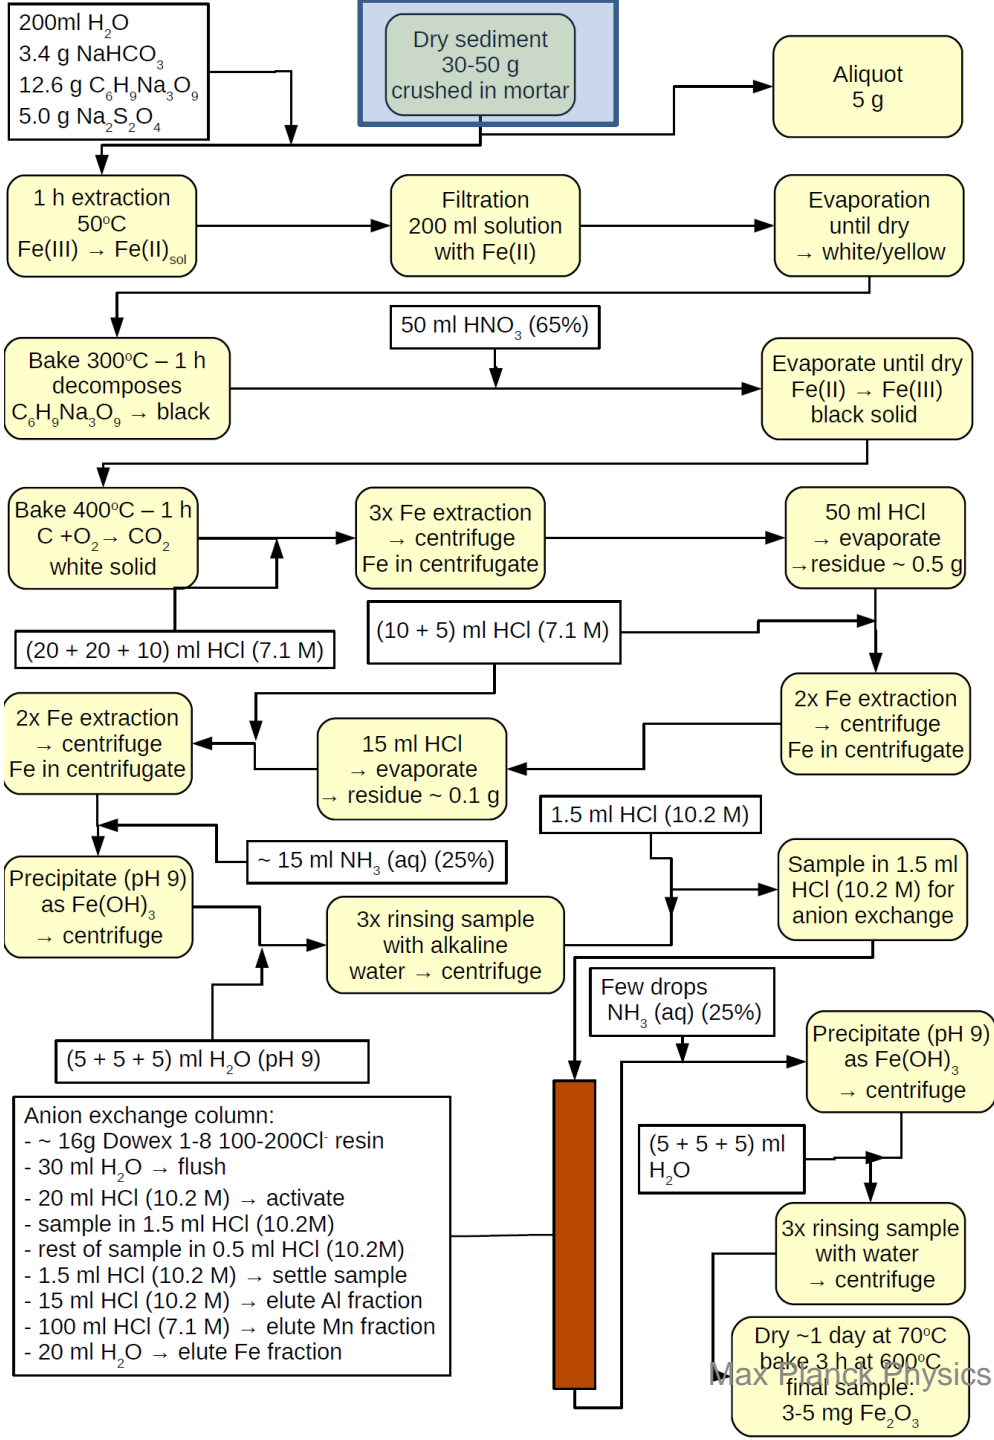 200ml H₂O
3.4 g NaHCO₃
12.6 g C₆H₉Na₃O₉
5.0 g Na₂S₂O₄
Dry sediment
30-50 g
crushed in mortar
Aliquot
5 g
1 h extraction
50ºC
Fe(III) → Fe(II)sol
Filtration
200 ml solution
with Fe(II)
Evaporation
until dry
→ white/yellow
50 ml HNO₃ (65%)
Bake 300ºC – 1 h
decomposes
C₆H₉Na₃O₉ → black
Evaporate until dry
Fe(II) → Fe(III)
black solid
Bake 400ºC – 1 h
C +O₂→ CO₂
white solid
3x Fe extraction
→ centrifuge
Fe in centrifugate
50 ml HCl
→ evaporate
→residue ~ 0.5 g
(20 + 20 + 10) ml HCl (7.1 M)
(10 + 5) ml HCl (7.1 M)
2x Fe extraction
→ centrifuge
Fe in centrifugate
15 ml HCl
→ evaporate
→ residue ~ 0.1 g
2x Fe extraction
→ centrifuge
Fe in centrifugate
~ 15 ml NH₃ (aq) (25%)
1.5 ml HCl (10.2 M)
Precipitate (pH 9)
as Fe(OH)₃
→ centrifuge
3x rinsing sample
with alkaline
water → centrifuge
Sample in 1.5 ml
HCl (10.2 M) for
anion exchange
(5 + 5 + 5) ml H₂O (pH 9)
Few drops
NH₃ (aq) (25%)
Precipitate (pH 9)
as Fe(OH)₃
→ centrifuge
Anion exchange column:
- ~ 16g Dowex 1-8 100-200Cl⁻ resin
- 30 ml H₂O → flush
- 20 ml HCl (10.2 M) → activate
- sample in 1.5 ml HCl (10.2M)
- rest of sample in 0.5 ml HCl (10.2M)
- 1.5 ml HCl (10.2 M) → settle sample
- 15 ml HCl (10.2 M) → elute Al fraction
- 100 ml HCl (7.1 M) → elute Mn fraction
- 20 ml H₂O → elute Fe fraction
(5 + 5 + 5) ml
H₂O
3x rinsing sample
with water
→ centrifuge
Dry ~1 day at 70ºC
bake 3 h at 600ºC
final sample:
3-5 mg Fe₂O₃
Max Planck Physics